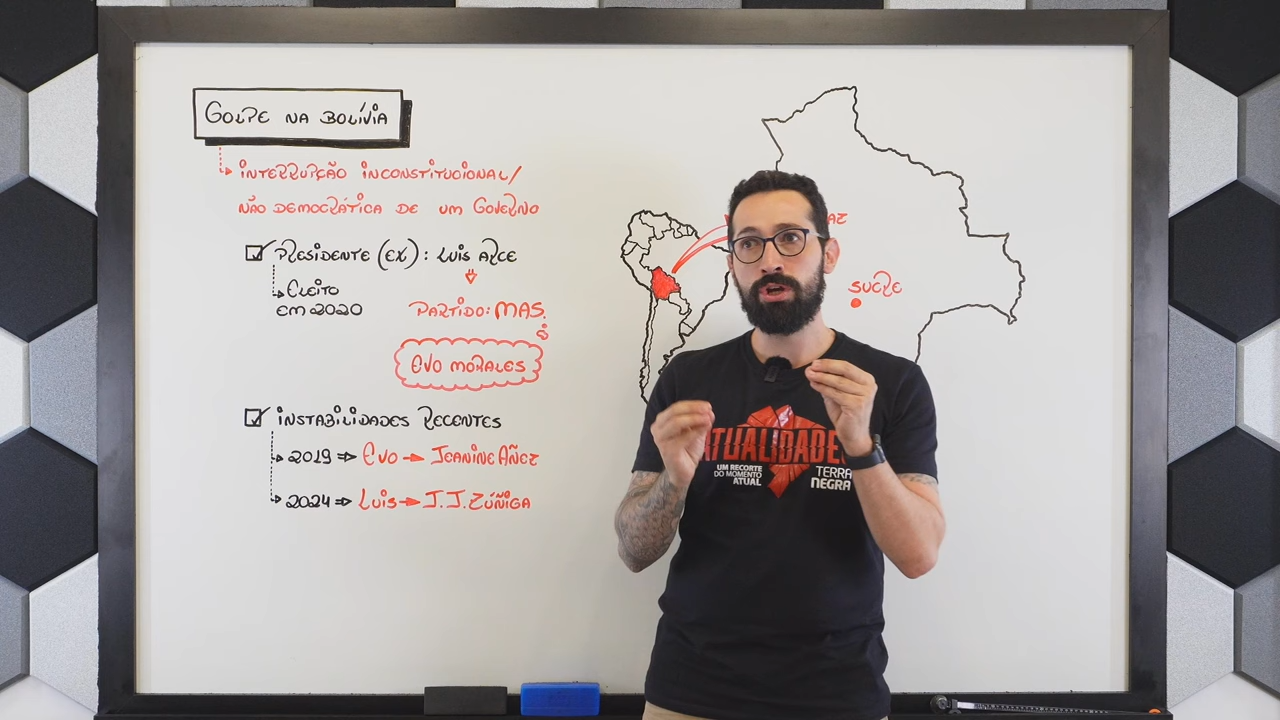 GOLPE NA BOLÍVIA
INTERRUPÇÃO INCONSTITUCIONAL/
NÃO DEMOCRÁTICA DE UM GOVERNO
PRESIDENTE (EX): LUIS ARCE
ELEITO
EM 2020
PARTIDO: MAS.
EVO MORALES
INSTABILIDADES RECENTES
2019 ⇒ EVO → JEANINE AÑEZ
2024 ⇒ LUIS → J.J. ZÚÑIGA
SUCRE
ATUALIDADES
UM RECORTE
DO MOMENTO
ATUAL
TERRA
NEGRA